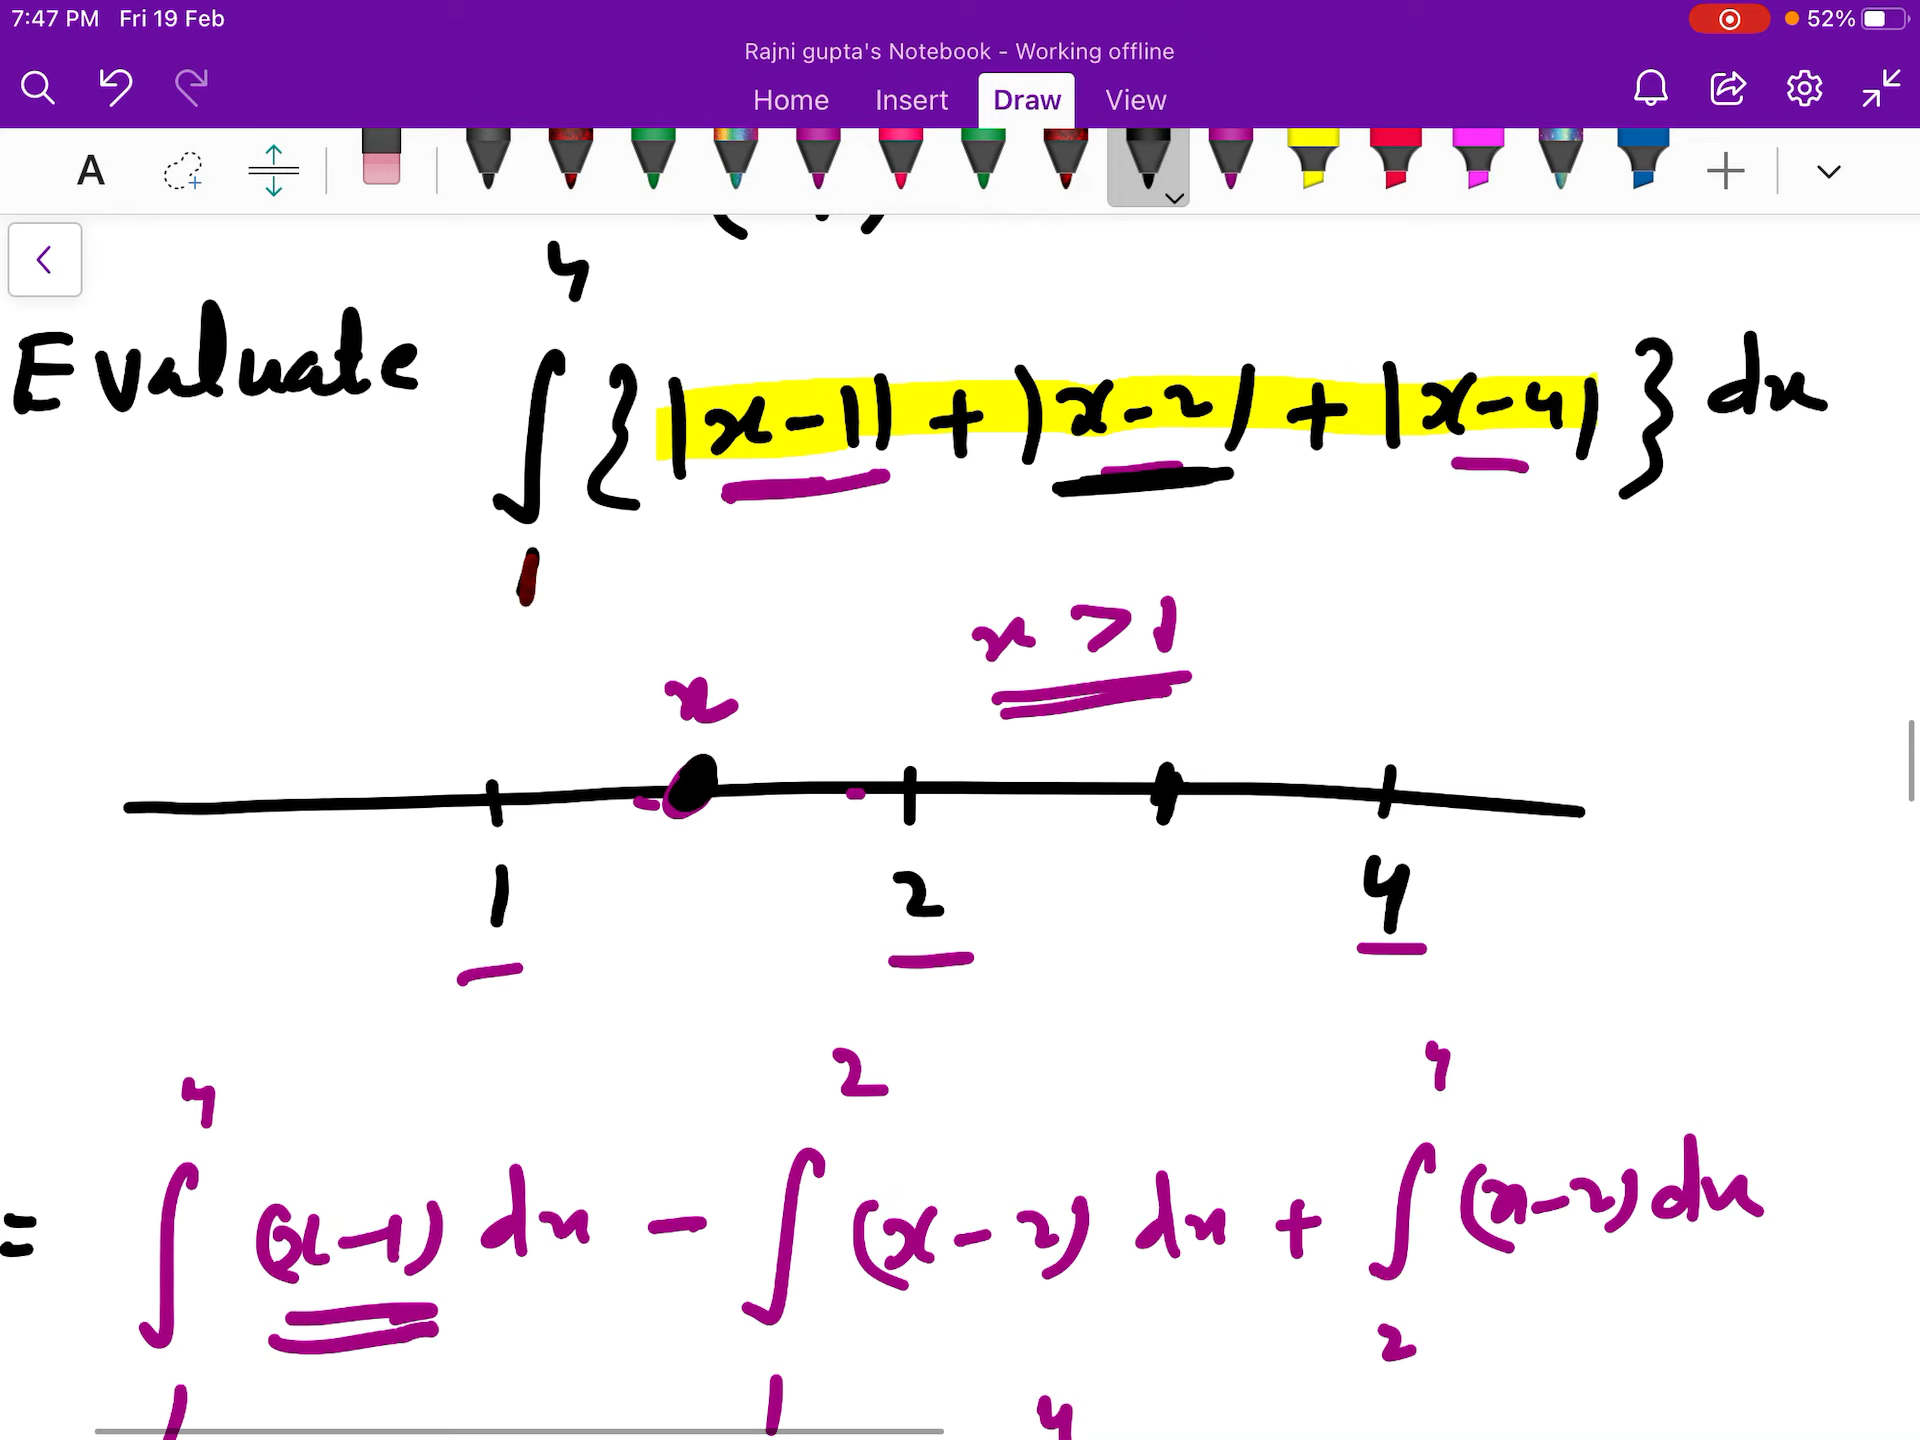 7:47 PM Fri 19 Feb 52%
Rajni gupta's Notebook - Working offline
Home Insert Draw View
A
4
Evaluate ∫ { |x-1| + |x-2| + |x-4| } dx
1
x > 1
x
1 2 4
4 2 4
= ∫ (x-1) dx - ∫ (x-2) dx + ∫ (x-2) dx
2
1 1 4